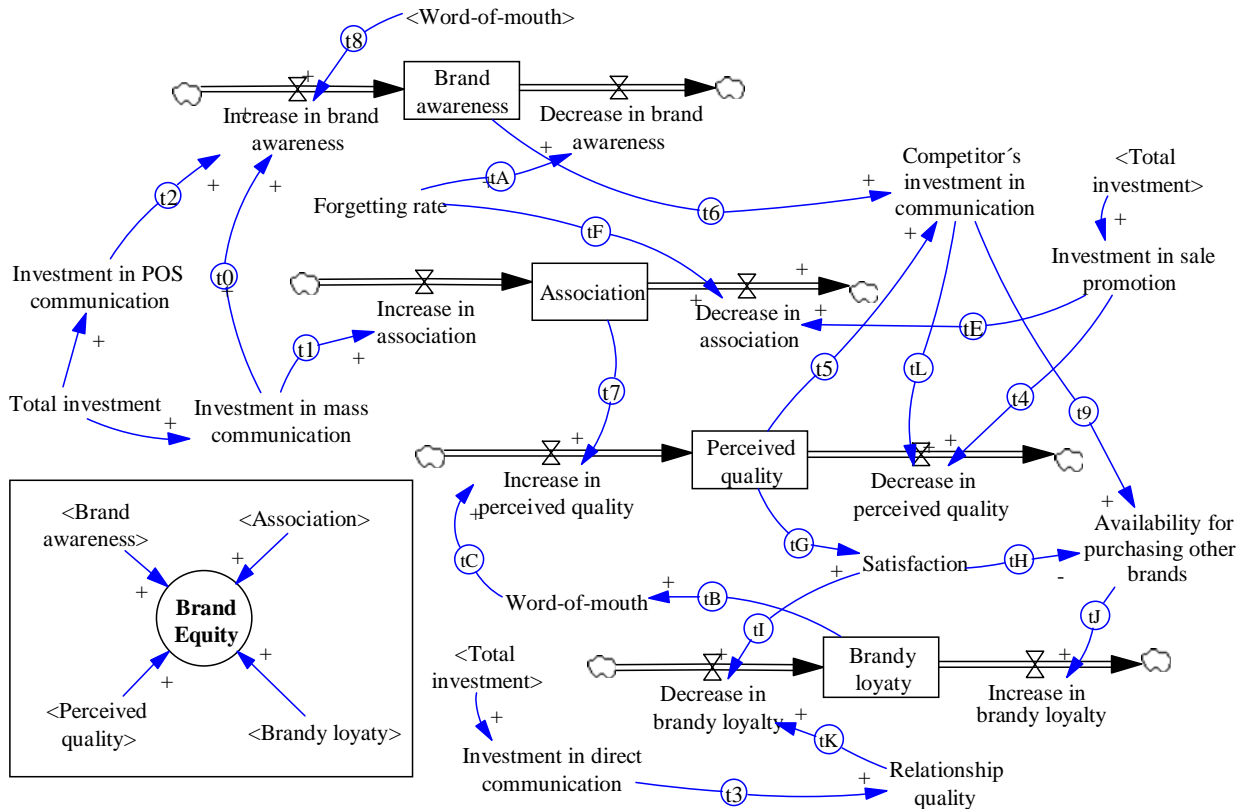 <Word-of-mouth>
t8
+
Brand
awareness
+
Increase in brand
awareness
Decrease in brand
awareness
+
+
t2
+
+
tA
Forgetting rate
t6
+
Competitor´s
investment in
communication
<Total
investment>
+
tF
+
Investment in POS
communication
t0
Investment in sale
promotion
Association
+
Increase in
association
+
Decrease in
association
+
tE
t1
+
+
t5
tL
t7
t4
t9
Total investment
+
Investment in mass
communication
+
Perceived
quality
+
+
Increase in
perceived quality
Decrease in
perceived quality
+
+
Availability for
purchasing other
brands
tG
tC
Satisfaction
tH
+
-
Word-of-mouth
+
tB
tI
tJ
<Brand
awareness>
<Association>
+
+
Brand
Equity
+
+
<Perceived
quality>
<Brandy loyaty>
<Total
investment>
+
+
Brandy
loyaty
+
Decrease in
brandy loyalty
Increase in
brandy loyalty
+
tK
Investment in direct
communication
t3
+
Relationship
quality